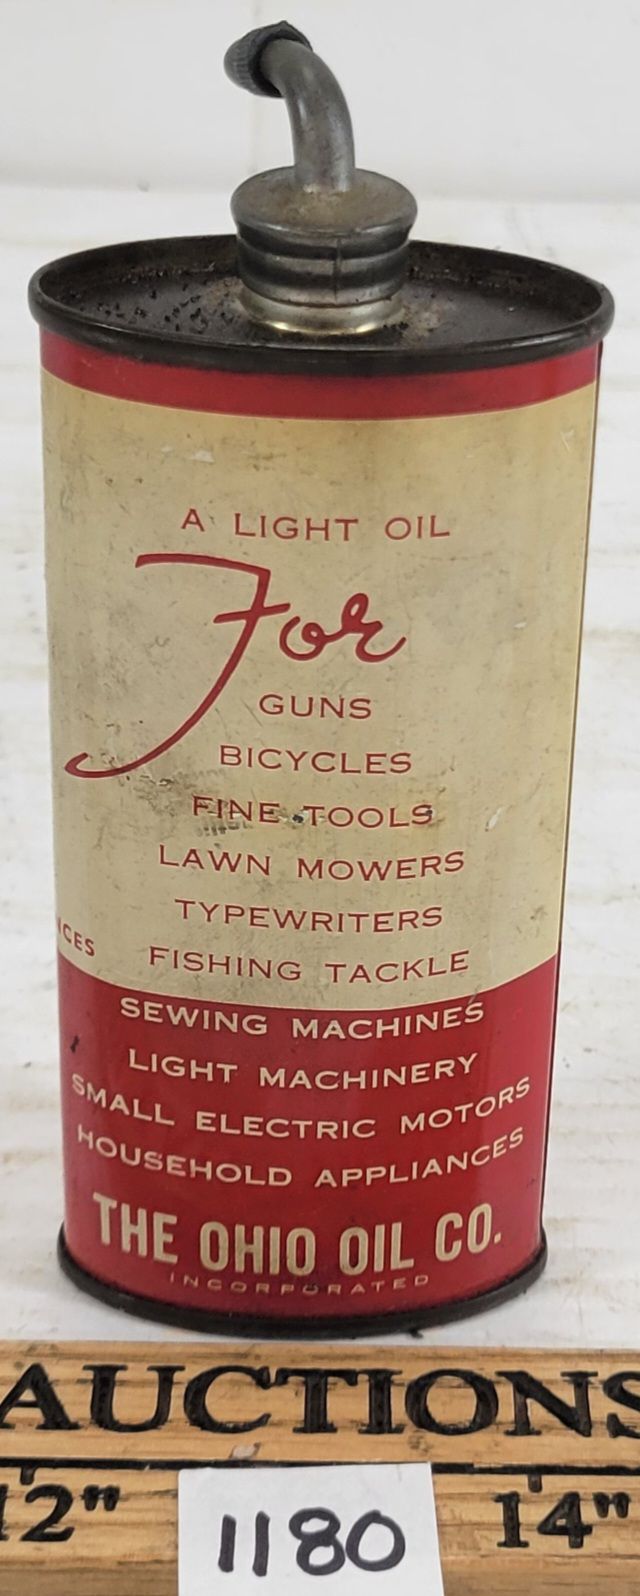 A LIGHT OIL
For
GUNS
BICYCLES
FINE TOOLS
LAWN MOWERS
TYPEWRITERS
FISHING TACKLE
SEWING MACHINES
LIGHT MACHINERY
SMALL ELECTRIC MOTORS
HOUSEHOLD APPLIANCES
THE OHIO OIL CO.
INCORPORATED
AUCTIONS
12" 14"
1180